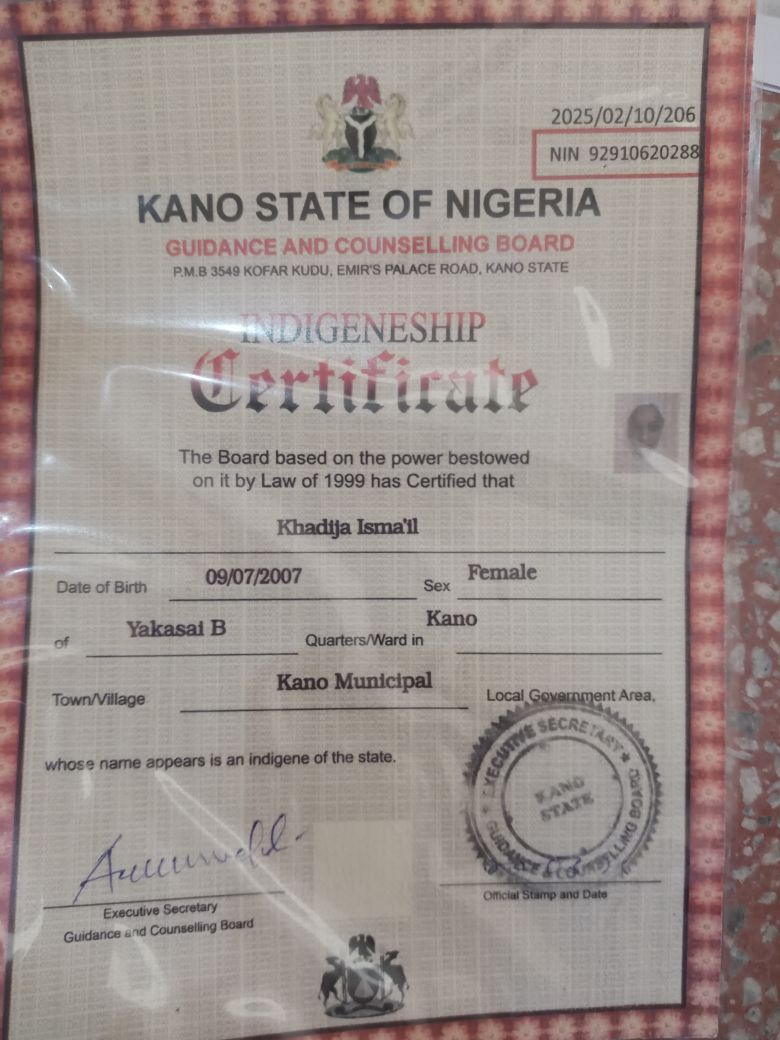 2025/02/10/206
NIN 92910620288
KANO STATE OF NIGERIA
GUIDANCE AND COUNSELLING BOARD
P.M.B 3549 KOFAR KUDU, EMIR'S PALACE ROAD, KANO STATE
INDIGENESHIP
Certificate
The Board based on the power bestowed
on it by Law of 1999 has Certified that
Khadija Isma'il
Date of Birth 09/07/2007 Sex Female
of Yakasai B Quarters/Ward in Kano
Town/Village Kano Municipal Local Government Area,
whose name appears is an indigene of the state.
EXECUTIVE SECRETARY
KANO
STATE
GUIDANCE & COUNSELLING BOARD
Executive Secretary
Guidance and Counselling Board
Official Stamp and Date